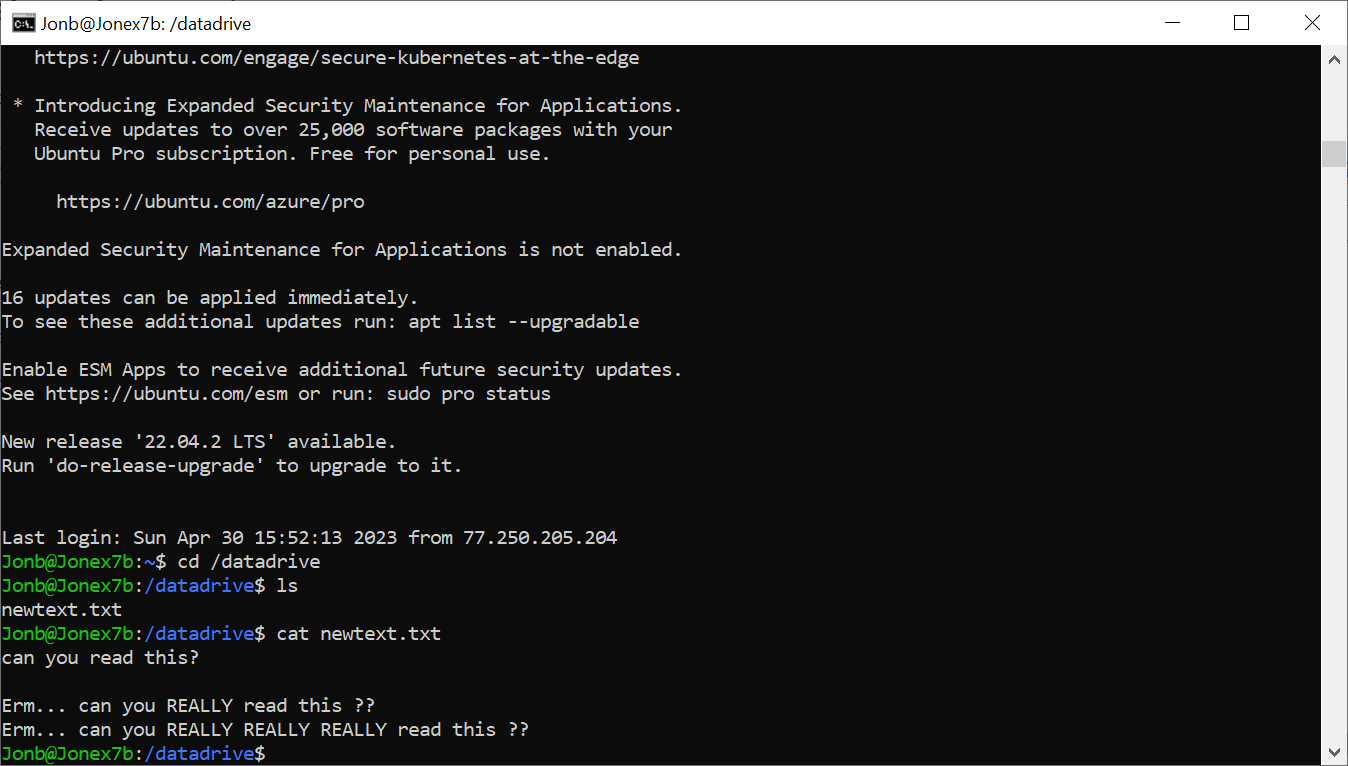 Jonb@Jonex7b: /datadrive
https://ubuntu.com/engage/secure-kubernetes-at-the-edge
* Introducing Expanded Security Maintenance for Applications.
Receive updates to over 25,000 software packages with your
Ubuntu Pro subscription. Free for personal use.
https://ubuntu.com/azure/pro
Expanded Security Maintenance for Applications is not enabled.
16 updates can be applied immediately.
To see these additional updates run: apt list --upgradable
Enable ESM Apps to receive additional future security updates.
See https://ubuntu.com/esm or run: sudo pro status
New release '22.04.2 LTS' available.
Run 'do-release-upgrade' to upgrade to it.
Last login: Sun Apr 30 15:52:13 2023 from 77.250.205.204
Jonb@Jonex7b:~$ cd /datadrive
Jonb@Jonex7b:/datadrive$ ls
newtext.txt
Jonb@Jonex7b:/datadrive$ cat newtext.txt
can you read this?
Erm... can you REALLY read this ??
Erm... can you REALLY REALLY REALLY read this ??
Jonb@Jonex7b:/datadrive$